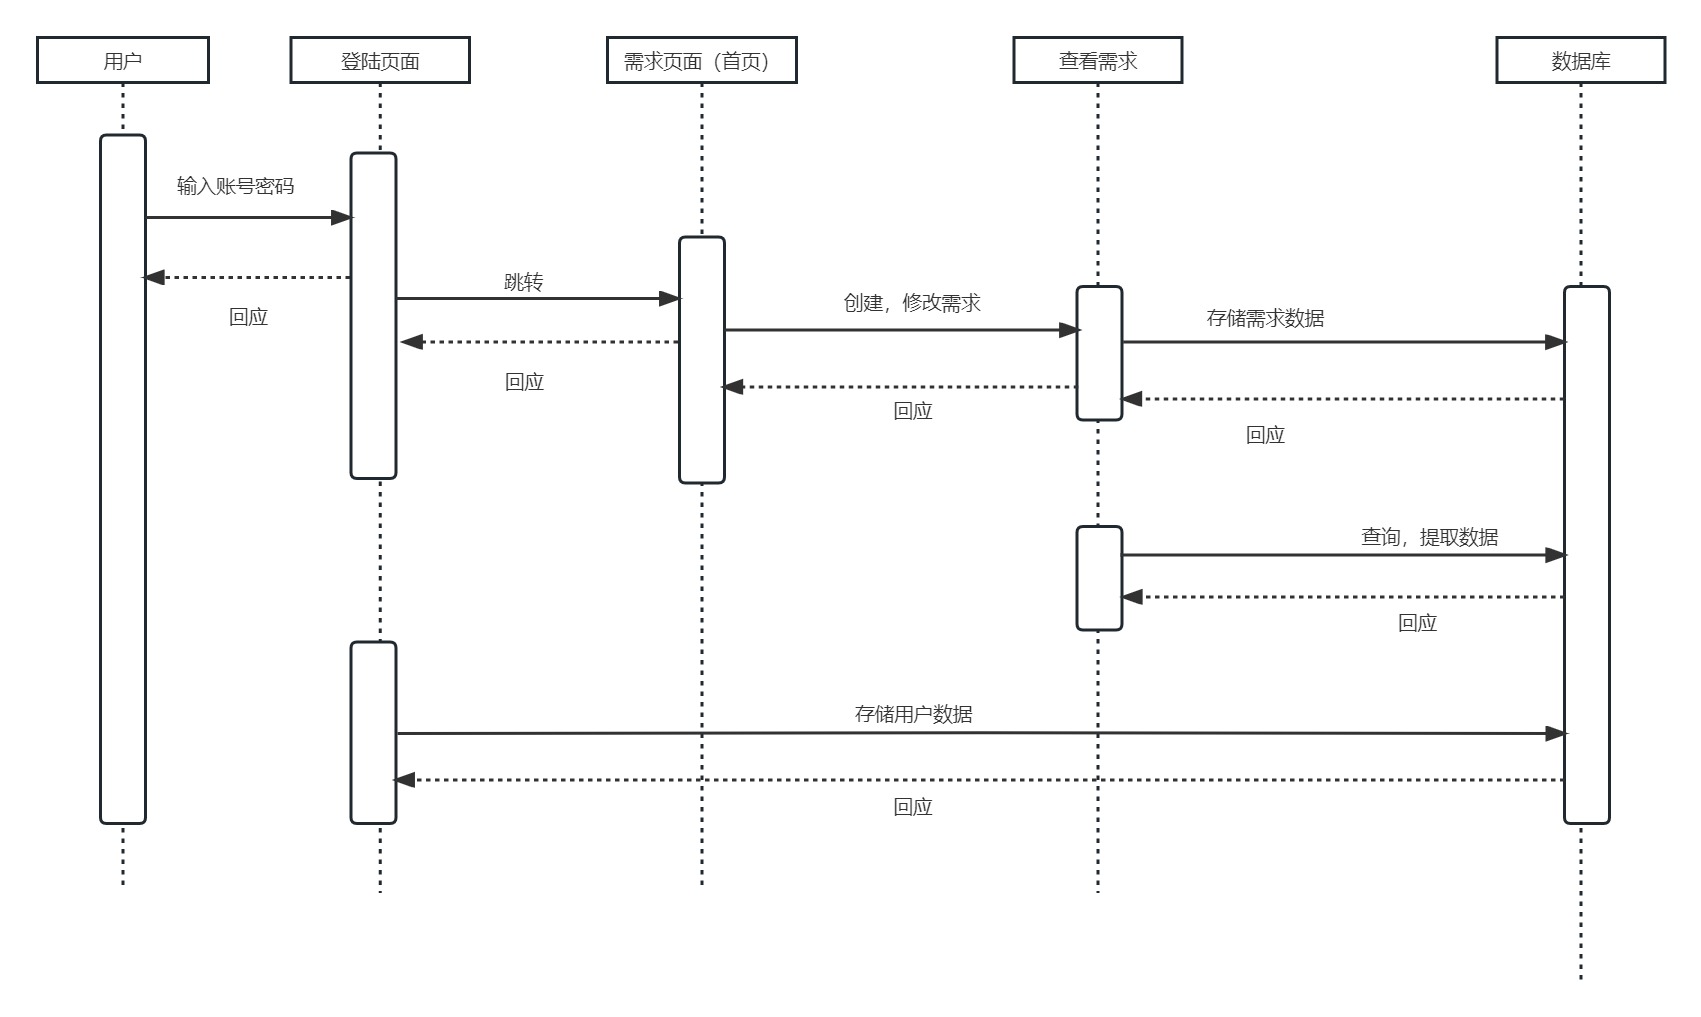 用户
登陆页面
需求页面（首页）
查看需求
数据库
输入账号密码
回应
跳转
回应
创建，修改需求
回应
存储需求数据
回应
查询，提取数据
回应
存储用户数据
回应